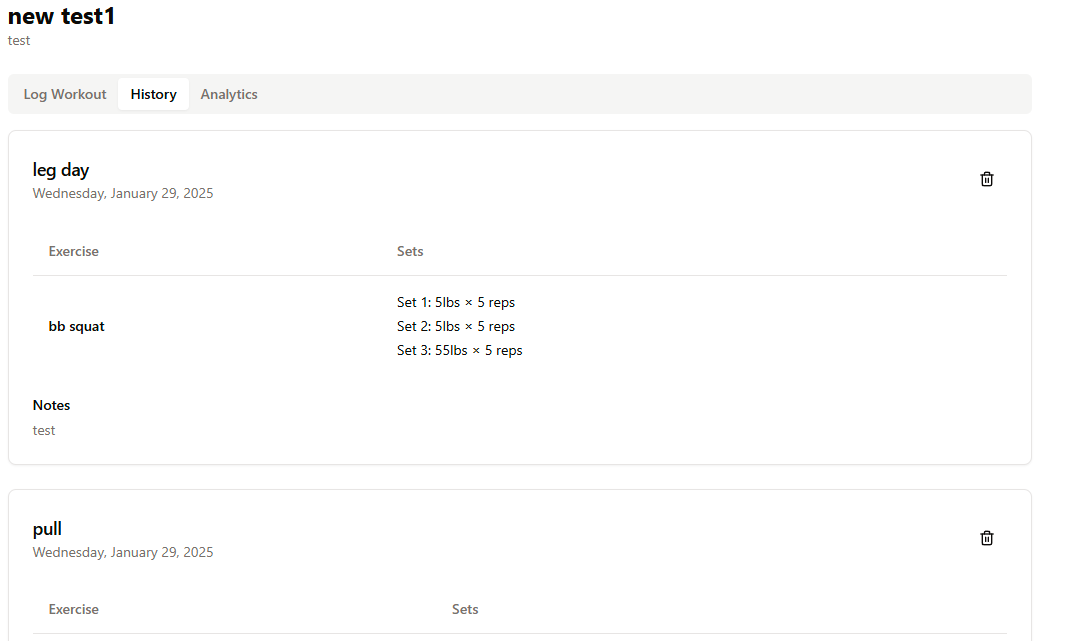 new test1
test
Log Workout History Analytics
leg day
Wednesday, January 29, 2025
Exercise Sets
Set 1: 5lbs × 5 reps
bb squat Set 2: 5lbs × 5 reps
Set 3: 55lbs × 5 reps
Notes
test
pull
Wednesday, January 29, 2025
Exercise Sets